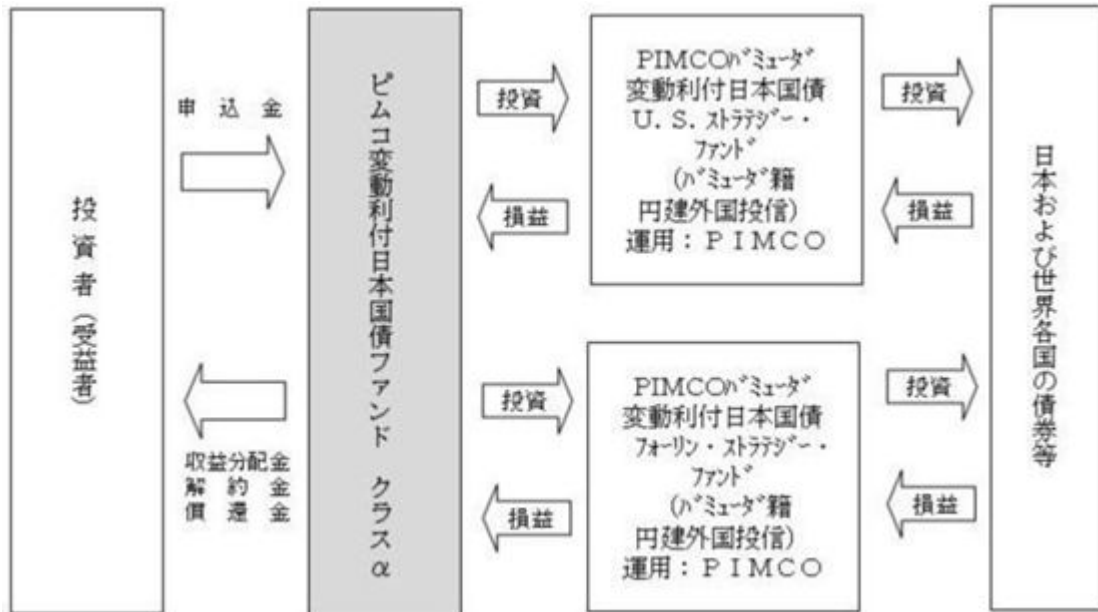 投資者（受益者）
申　込　金
収益分配金
解　約　金
償　還　金
ピムコ変動利付日本国債ファンド　クラスα
投資
損益
PIMCOﾊﾞﾐｭｰﾀﾞ
変動利付日本国債
Ｕ．Ｓ．ｽﾄﾗﾃｼﾞｰ・
ﾌｧﾝﾄﾞ
(ﾊﾞﾐｭｰﾀﾞ籍
円建外国投信)
運用：ＰＩＭＣＯ
投資
損益
投資
損益
PIMCOﾊﾞﾐｭｰﾀﾞ
変動利付日本国債
ﾌｫｰﾘﾝ・ｽﾄﾗﾃｼﾞｰ・
ﾌｧﾝﾄﾞ
(ﾊﾞﾐｭｰﾀﾞ籍
円建外国投信)
運用：ＰＩＭＣＯ
投資
損益
日本および世界各国の債券等